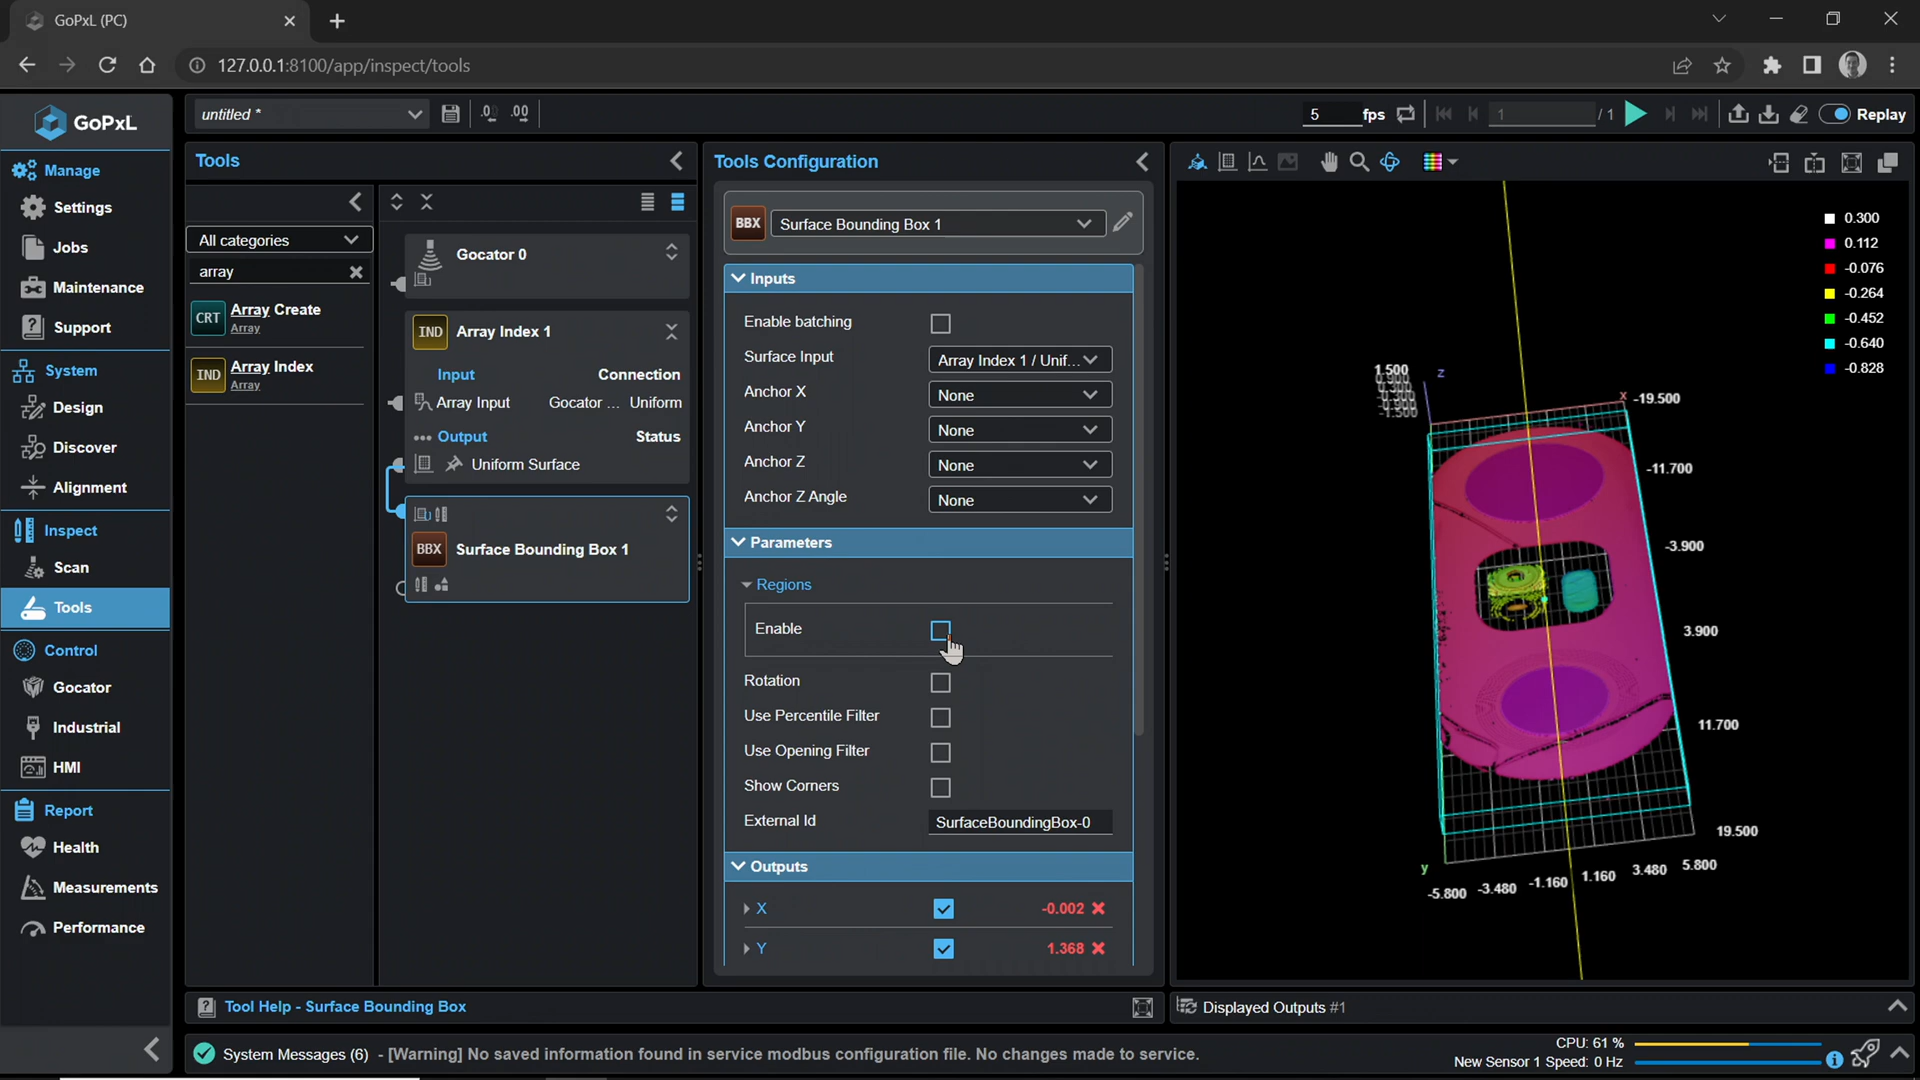 GoPxL (PC)
127.0.0.1:8100/app/inspect/tools
GoPxL
untitled *
.0 .00
5 fps
1 / 1
Replay
Manage
Settings
Jobs
Maintenance
Support
System
Design
Discover
Alignment
Inspect
Scan
Tools
Control
Gocator
Industrial
HMI
Report
Health
Measurements
Performance
Tools
All categories
array
CRT Array Create
Array
IND Array Index
Array
Gocator 0
IND Array Index 1
Input Connection
Array Input Gocator ... Uniform
Output Status
Uniform Surface
BBX Surface Bounding Box 1
Tools Configuration
BBX Surface Bounding Box 1
Inputs
Enable batching
Surface Input Array Index 1 / Unif...
Anchor X None
Anchor Y None
Anchor Z None
Anchor Z Angle None
Parameters
Regions
Enable
Rotation
Use Percentile Filter
Use Opening Filter
Show Corners
External Id SurfaceBoundingBox-0
Outputs
X -0.002
Y 1.368
0.300
0.112
-0.076
-0.264
-0.452
-0.640
-0.828
1.500
z
x -19.500
-11.700
-3.900
3.900
11.700
19.500
y
-5.800 -3.480 -1.160 1.160 3.480 5.800
Tool Help - Surface Bounding Box
Displayed Outputs #1
System Messages (6) - [Warning] No saved information found in service modbus configuration file. No changes made to service.
CPU: 61 %
New Sensor 1 Speed: 0 Hz